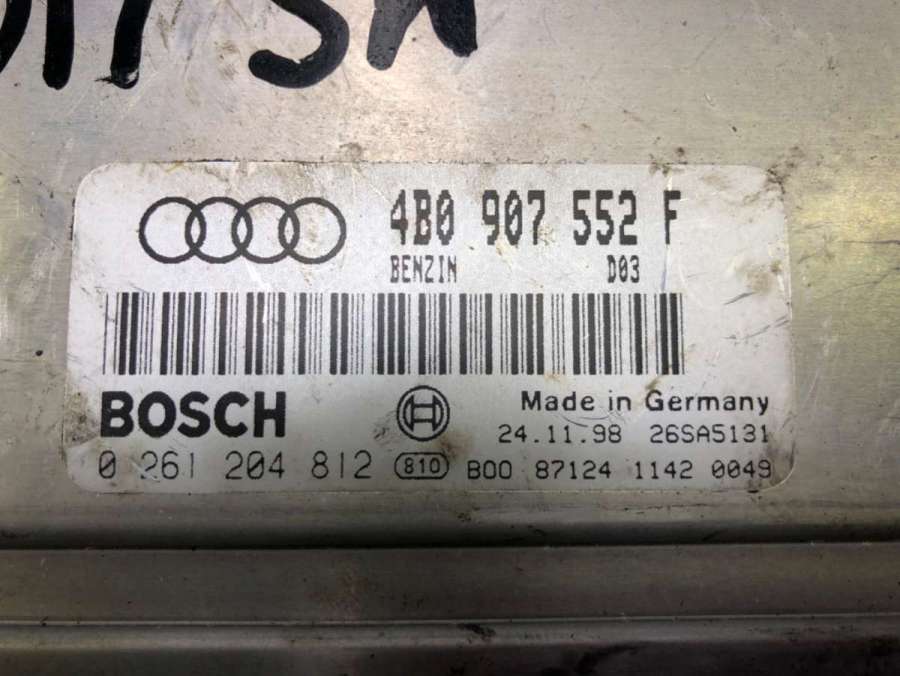 4B0 907 552 F
BENZIN D03
BOSCH
Made in Germany
24.11.98 26SA5131
0 261 204 812 810 B00 87124 1142 0049